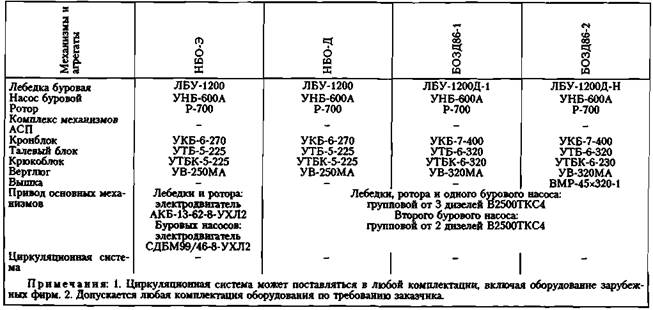 Механизмы и агрегаты НБО-Э НБО-Д БОЗД86-1 БОЗД86-2
Лебедка буровая ЛБУ-1200 ЛБУ-1200 ЛБУ-1200Д-1 ЛБУ-1200Д-Н
Насос буровой УНБ-600А УНБ-600А УНБ-600А УНБ-600А
Ротор Р-700 Р-700 Р-700 Р-700
Комплекс механизмов
АСП – – – –
Кронблок УКБ-6-270 УКБ-6-270 УКБ-7-400 УКБ-7-400
Талевый блок УТБ-5-225 УТБ-5-225 УТБ-6-320 УТБ-6-320
Крюкоблок УТБК-5-225 УТБК-5-225 УТБК-6-320 УТБК-6-230
Вертлюг УВ-250МА УВ-250МА УВ-320МА УВ-320МА
Вышка – – – ВМР-45×320-1
Привод основных меха- Лебедки и ротора: Лебедки, ротора и одного бурового насоса:
низмов электродвигатель групповой от 3 дизелей В2500ТКС4
АКБ-13-62-8-УХЛ2 Второго бурового насоса:
Буровых насосов: групповой от 2 дизелей В2500ТКС4
электродвигатель
СДБМ99/46-8-УХЛ2
Циркуляционная систе- – – – –
ма
Примечания: 1. Циркуляционная система может поставляться в любой комплектации, включая оборудование зарубеж-
ных фирм. 2. Допускается любая комплектация оборудования по требованию заказчика.